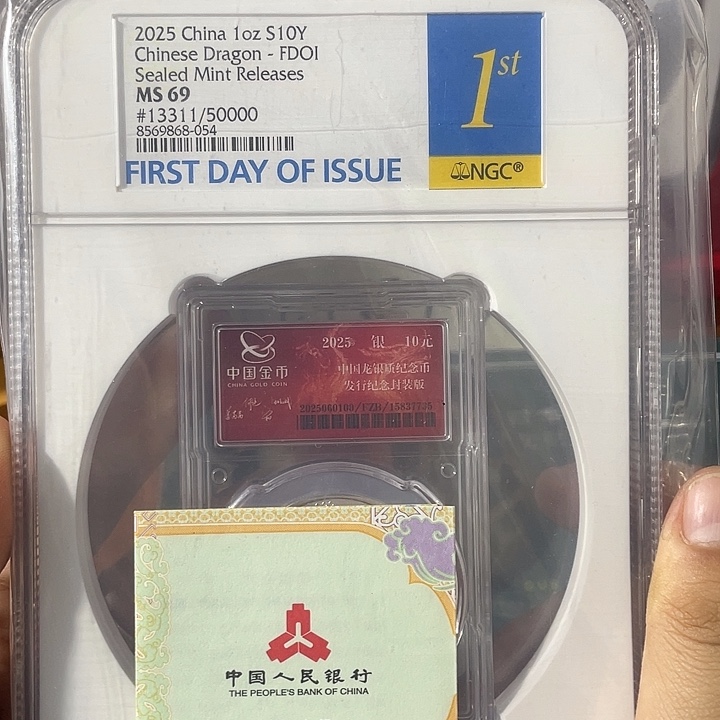 2025 China 1oz S10Y
Chinese Dragon - FDOI
Sealed Mint Releases
MS 69
#13311/50000
8569868-054
FIRST DAY OF ISSUE
1st
NGC®
中国金币
CHINA GOLD COIN
2025 银 10元
中国龙银质纪念币
发行纪念封装版
中国人民银行
THE PEOPLE'S BANK OF CHINA